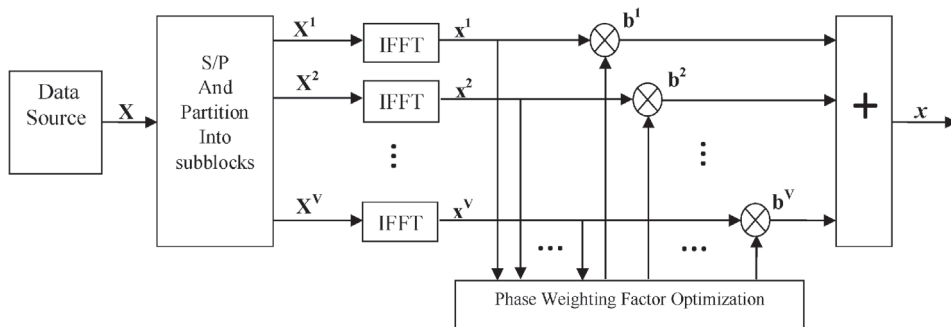 Data
Source
X
S/P
And
Partition
Into
subblocks
X¹
IFFT
x¹
b¹
X²
IFFT
x²
b²
...
...
+
x
Xⱽ
IFFT
xⱽ
bⱽ
...
...
Phase Weighting Factor Optimization